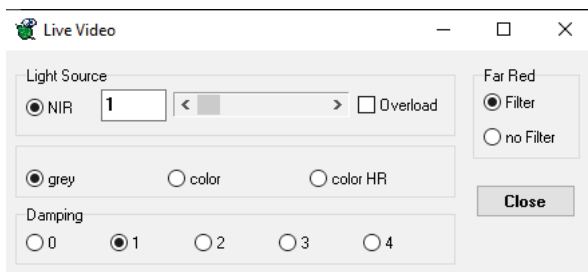 Live Video
Light Source
NIR 1 Overload
Far Red
Filter
no Filter
grey color color HR
Close
Damping
0 1 2 3 4